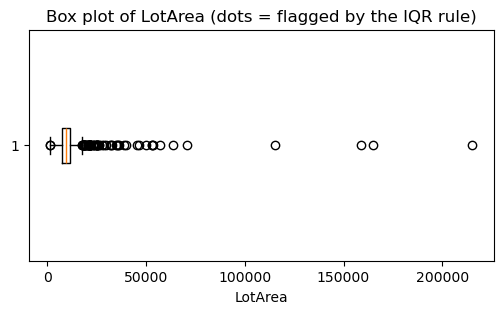 Box plot of LotArea (dots = flagged by the IQR rule)
1
0 50000 100000 150000 200000
LotArea